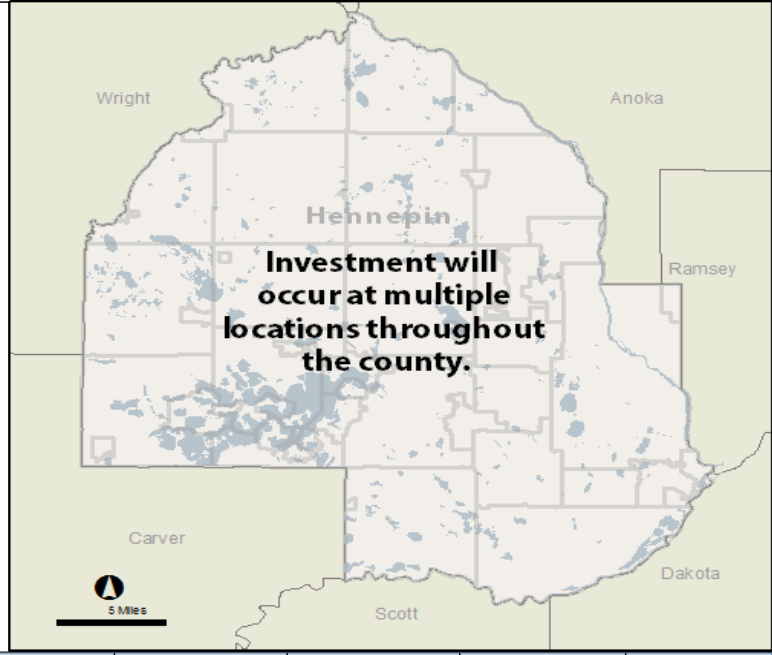 Wright
Anoka
Hennepin
Investment will
occur at multiple
locations throughout
the county.
Ramsey
Carver
Dakota
5 Miles
Scott